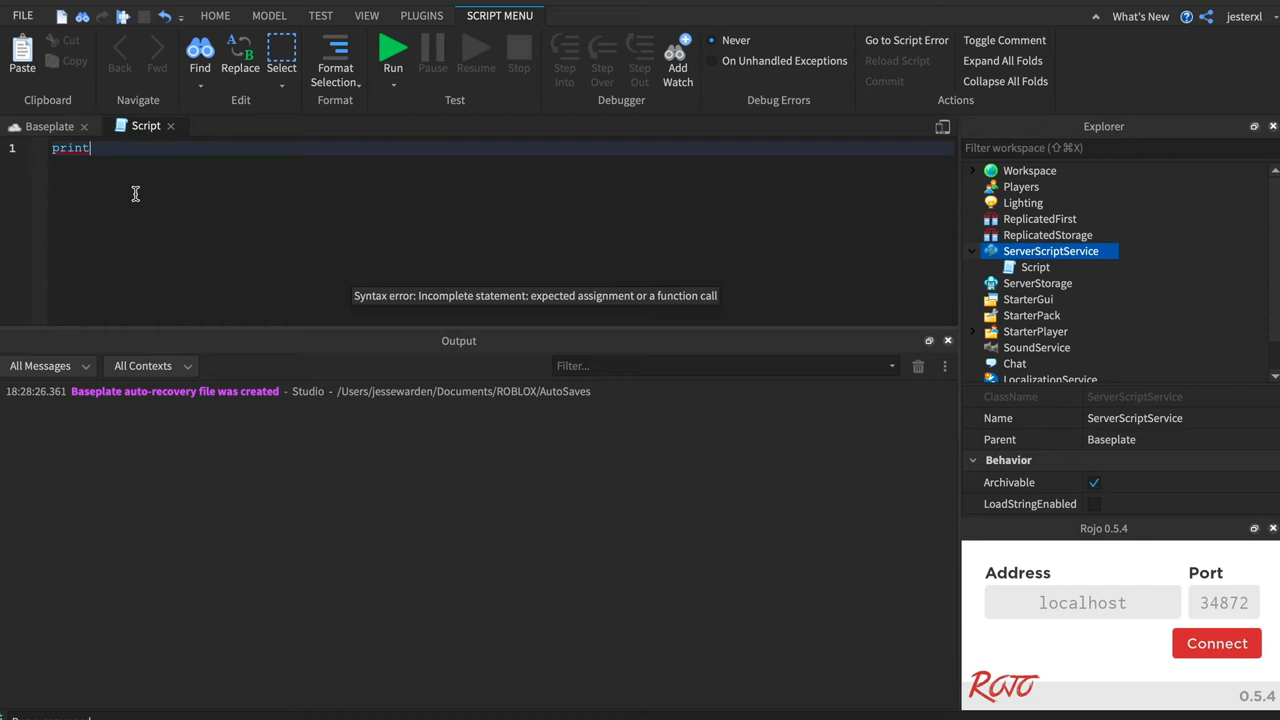 FILE HOME MODEL TEST VIEW PLUGINS SCRIPT MENU What's New jesterxl
Paste Cut Copy
Clipboard
Back Fwd
Navigate
Find Replace Select
Edit
Format Selection
Format
Run Pause Resume Stop
Test
Step Into Step Over Step Out Add Watch
Debugger
Never
On Unhandled Exceptions
Debug Errors
Go to Script Error Toggle Comment
Reload Script Expand All Folds
Commit Collapse All Folds
Actions
Baseplate Script
1 print
Syntax error: Incomplete statement: expected assignment or a function call
Output
All Messages All Contexts Filter...
18:28:26.361 Baseplate auto-recovery file was created - Studio - /Users/jessewarden/Documents/ROBLOX/AutoSaves
Explorer
Filter workspace (⇧⌘X)
Workspace
Players
Lighting
ReplicatedFirst
ReplicatedStorage
ServerScriptService
Script
ServerStorage
StarterGui
StarterPack
StarterPlayer
SoundService
Chat
LocalizationService
ClassName ServerScriptService
Name ServerScriptService
Parent Baseplate
Behavior
Archivable
LoadStringEnabled
Rojo 0.5.4
Address Port
localhost 34872
Connect
ROJO 0.5.4